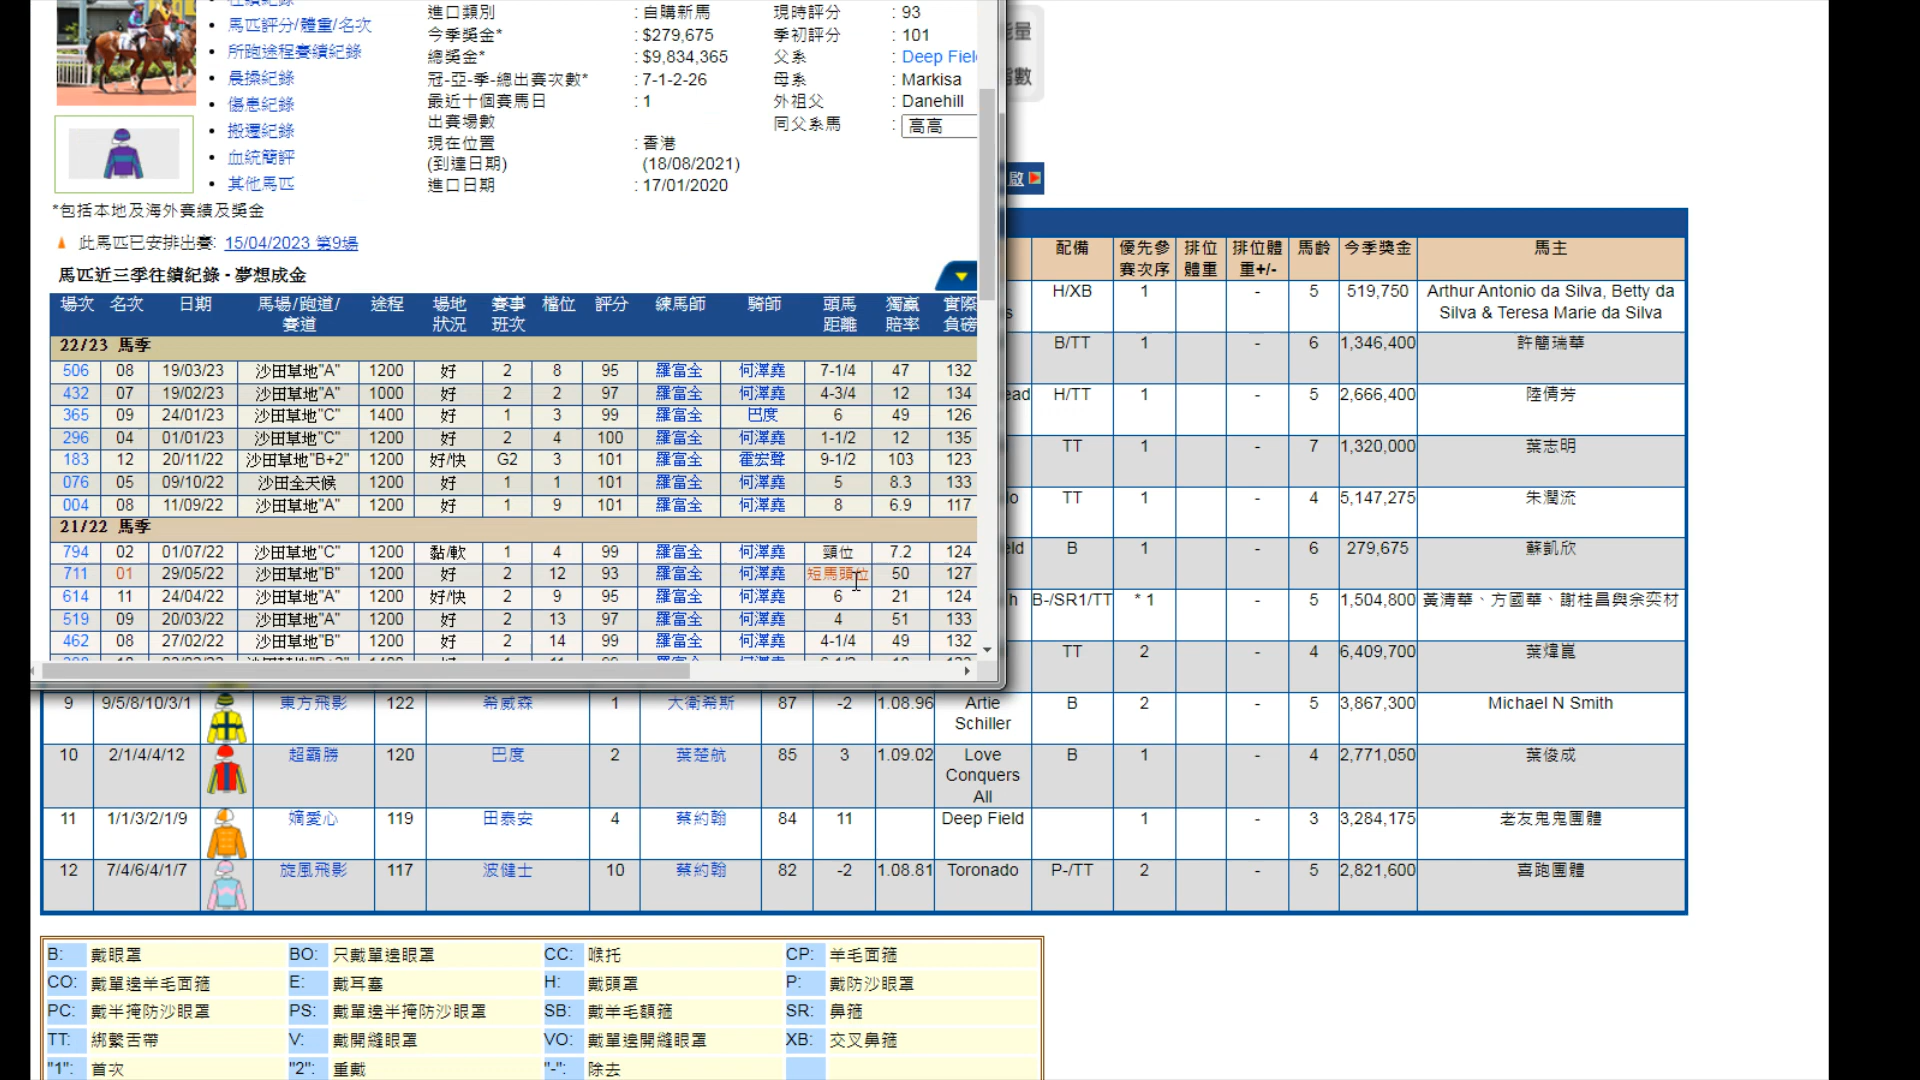 往績紀錄
馬匹評分/體重/名次
所跑途程賽績紀錄
晨操紀錄
傷患紀錄
搬遷紀錄
血統簡評
其他馬匹
進口類別 : 自購新馬 現時評分 : 93
今季獎金* : $279,675 季初評分 : 101
總獎金* : $9,834,365 父系 : Deep Fiel
冠-亞-季-總出賽次數* : 7-1-2-26 母系 : Markisa
最近十個賽馬日 : 1 外祖父 : Danehill
出賽場數 同父系馬 : 高高
現在位置 : 香港
(到達日期) (18/08/2021)
進口日期 : 17/01/2020
*包括本地及海外賽績及獎金
此馬匹已安排出賽: 15/04/2023 第9場
馬匹近三季往績紀錄 - 夢想成金
場次 名次 日期 馬場/跑道/賽道 途程 場地狀況 賽事班次 檔位 評分 練馬師 騎師 頭馬距離 獨贏賠率 實際負磅
22/23 馬季
506 08 19/03/23 沙田草地"A" 1200 好 2 8 95 羅富全 何澤堯 7-1/4 47 132
432 07 19/02/23 沙田草地"A" 1000 好 2 2 97 羅富全 何澤堯 4-3/4 12 134
365 09 24/01/23 沙田草地"C" 1400 好 1 3 99 羅富全 巴度 6 49 126
296 04 01/01/23 沙田草地"C" 1200 好 2 4 100 羅富全 何澤堯 1-1/2 12 135
183 12 20/11/22 沙田草地"B+2" 1200 好/快 G2 3 101 羅富全 霍宏聲 9-1/2 103 123
076 05 09/10/22 沙田全天候 1200 好 1 1 101 羅富全 何澤堯 5 8.3 133
004 08 11/09/22 沙田草地"A" 1200 好 1 9 101 羅富全 何澤堯 8 6.9 117
21/22 馬季
794 02 01/07/22 沙田草地"C" 1200 黏/軟 1 4 99 羅富全 何澤堯 頸位 7.2 124
711 01 29/05/22 沙田草地"B" 1200 好 2 12 93 羅富全 何澤堯 短馬頭位 50 127
614 11 24/04/22 沙田草地"A" 1200 好/快 2 9 95 羅富全 何澤堯 6 21 124
519 09 20/03/22 沙田草地"A" 1200 好 2 13 97 羅富全 何澤堯 4 51 133
462 08 27/02/22 沙田草地"B" 1200 好 2 14 99 羅富全 何澤堯 4-1/4 49 132
量
數
配備 優先參賽次序 排位體重 排位體重+/- 馬齡 今季獎金 馬主
s H/XB 1 - 5 519,750 Arthur Antonio da Silva, Betty da
Silva & Teresa Marie da Silva
B/TT 1 - 6 1,346,400 許簡瑞華
ead H/TT 1 - 5 2,666,400 陸倩芳
TT 1 - 7 1,320,000 葉志明
o TT 1 - 4 5,147,275 朱潤流
eld B 1 - 6 279,675 蘇凱欣
h B-/SR1/TT * 1 - 5 1,504,800 黃清華、方國華、謝桂昌與佘奕材
TT 2 - 4 6,409,700 葉煒崑
9 9/5/8/10/3/1 東方飛影 122 希威森 1 大衛希斯 87 -2 1.08.96 Artie Schiller B 2 - 5 3,867,300 Michael N Smith
10 2/1/4/4/12 超霸勝 120 巴度 2 葉楚航 85 3 1.09.02 Love Conquers All B 1 - 4 2,771,050 葉俊成
11 1/1/3/2/1/9 嫡愛心 119 田泰安 4 蔡約翰 84 11 Deep Field 1 - 3 3,284,175 老友鬼鬼團體
12 7/4/6/4/1/7 旋風飛影 117 波健士 10 蔡約翰 82 -2 1.08.81 Toronado P-/TT 2 - 5 2,821,600 喜跑團體
B: 戴眼罩 BO: 只戴單邊眼罩 CC: 喉托 CP: 羊毛面箍
CO: 戴單邊羊毛面箍 E: 戴耳塞 H: 戴頭罩 P: 戴防沙眼罩
PC: 戴半掩防沙眼罩 PS: 戴單邊半掩防沙眼罩 SB: 戴羊毛額箍 SR: 鼻箍
TT: 綁繫舌帶 V: 戴開縫眼罩 VO: 戴單邊開縫眼罩 XB: 交叉鼻箍
"1": 首次 "2": 重戴 "-": 除去